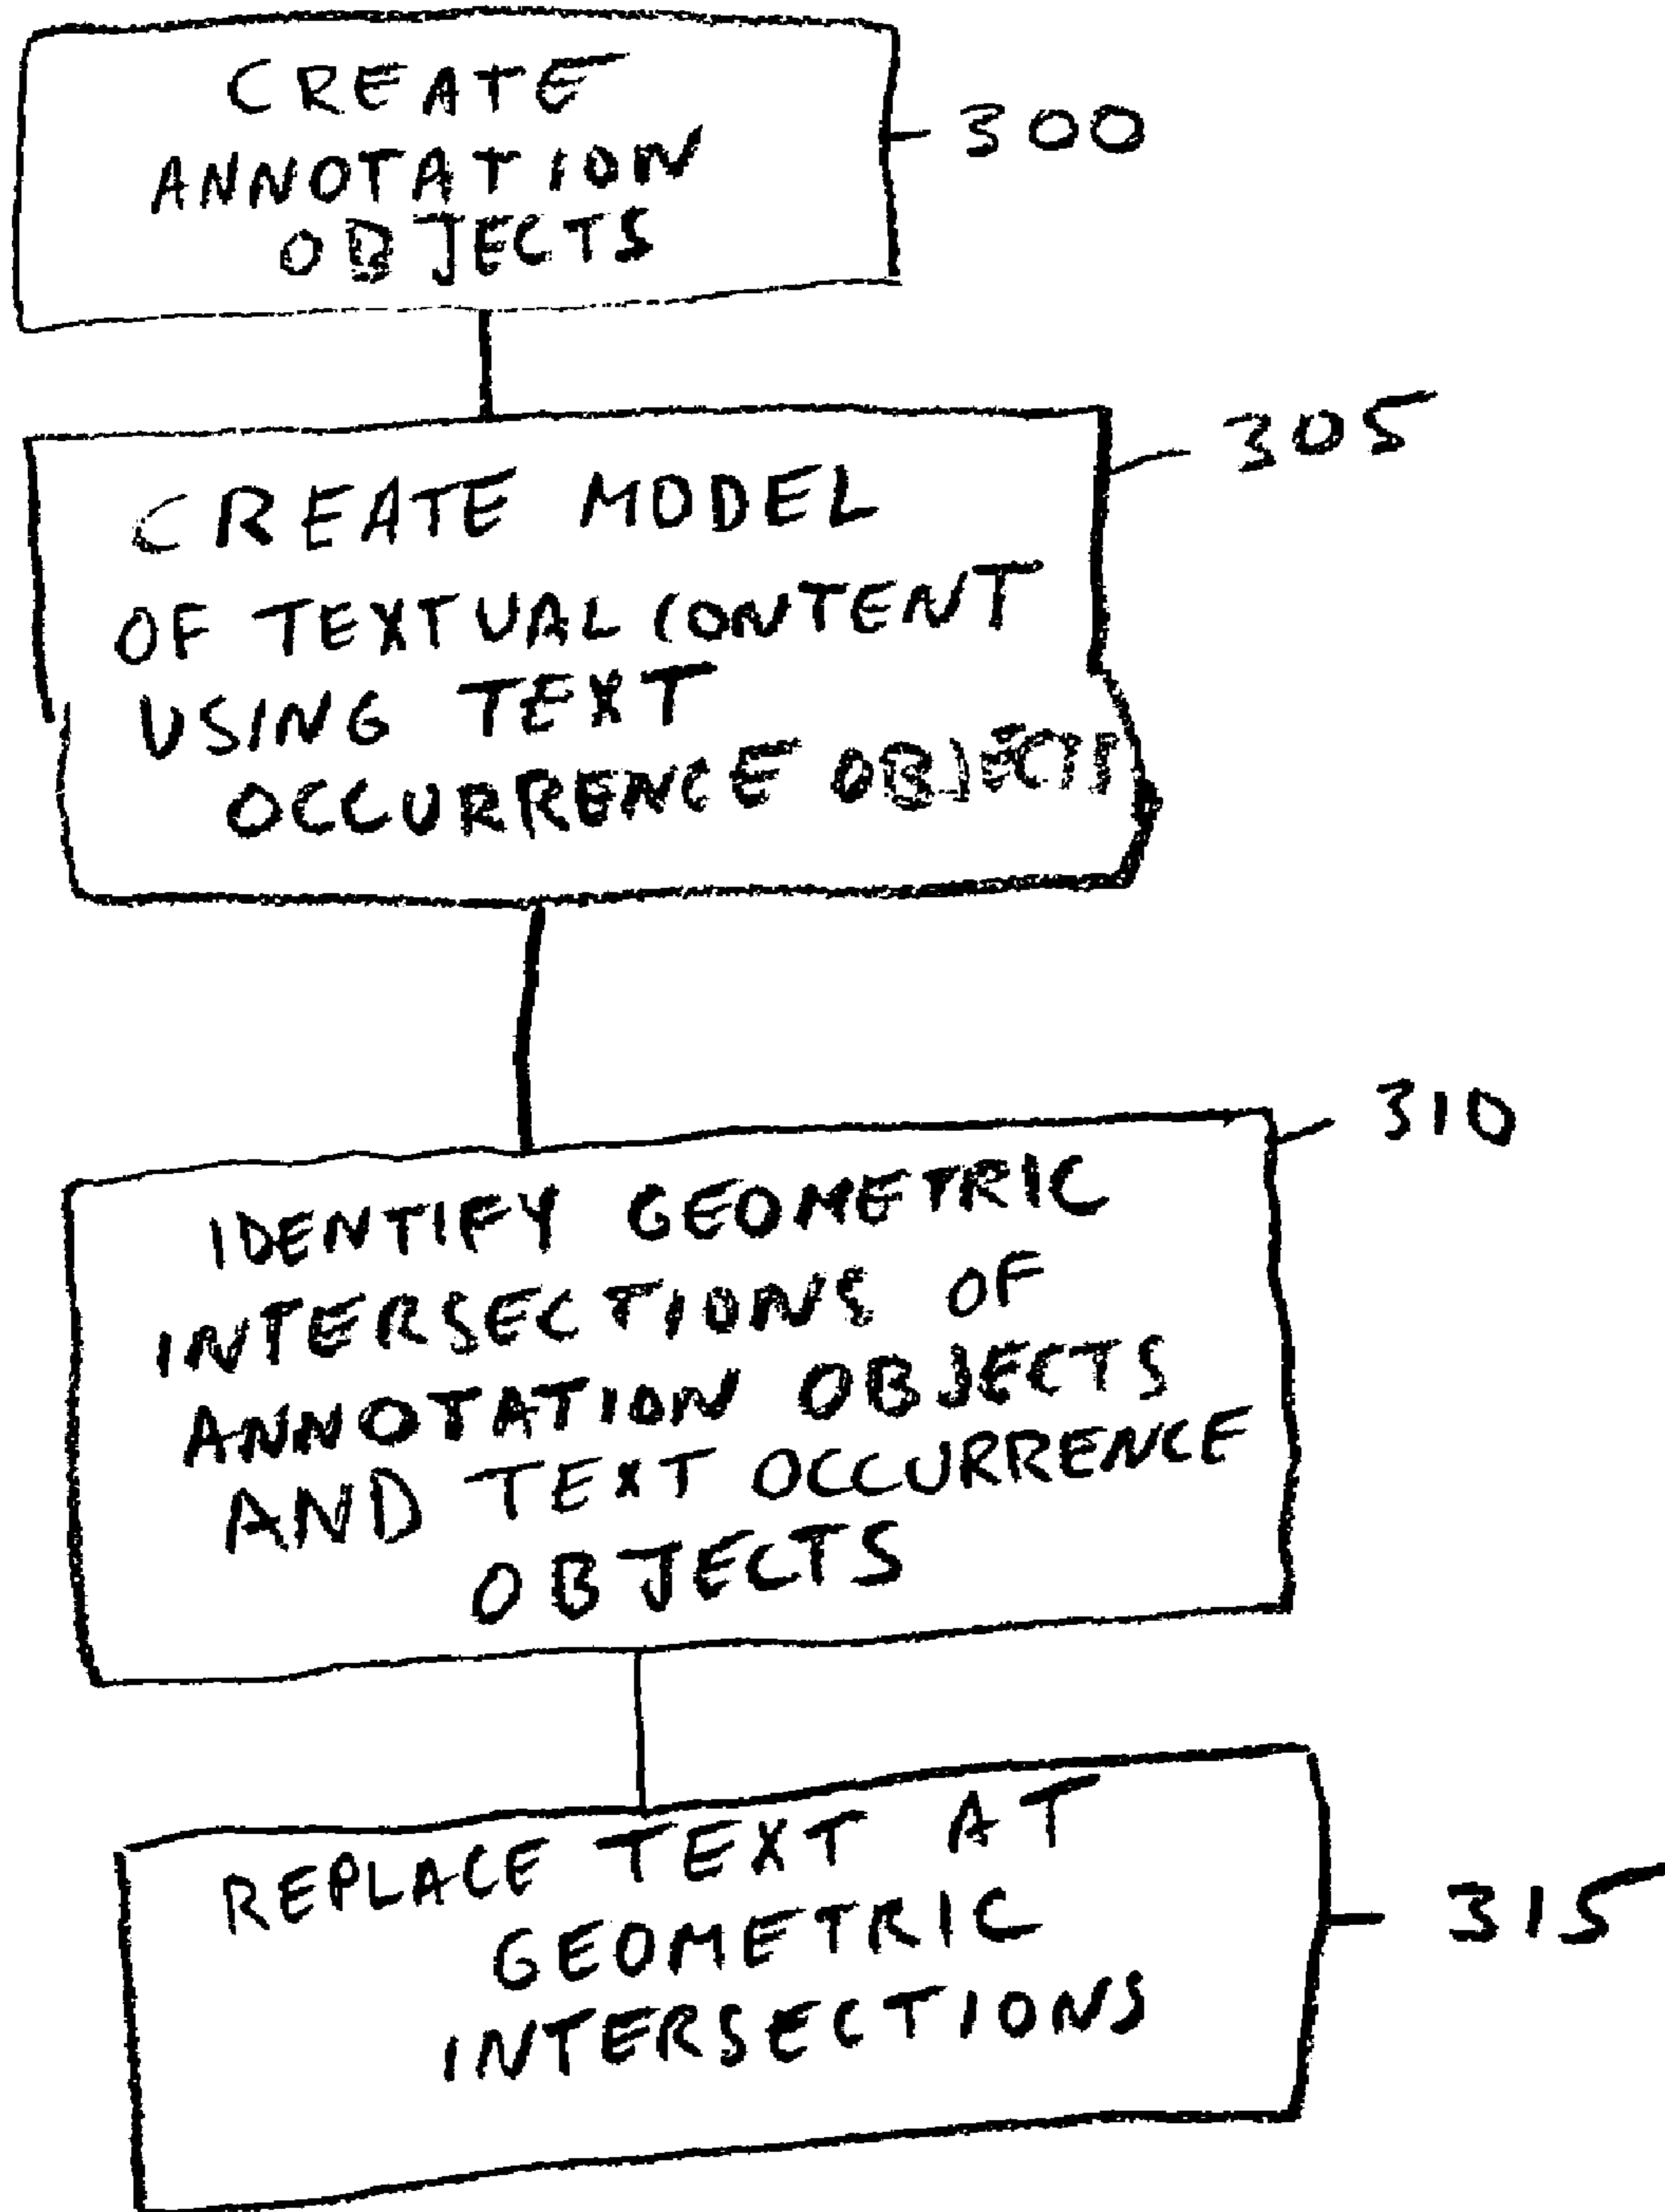 CREATE
ANNOTATION
OBJECTS
300
CREATE MODEL
OF TEXTUAL CONTENT
USING TEXT
OCCURRENCE OBJECTS
305
IDENTIFY GEOMETRIC
INTERSECTIONS OF
ANNOTATION OBJECTS
AND TEXT OCCURRENCE
OBJECTS
310
REPLACE TEXT AT
GEOMETRIC
INTERSECTIONS
315